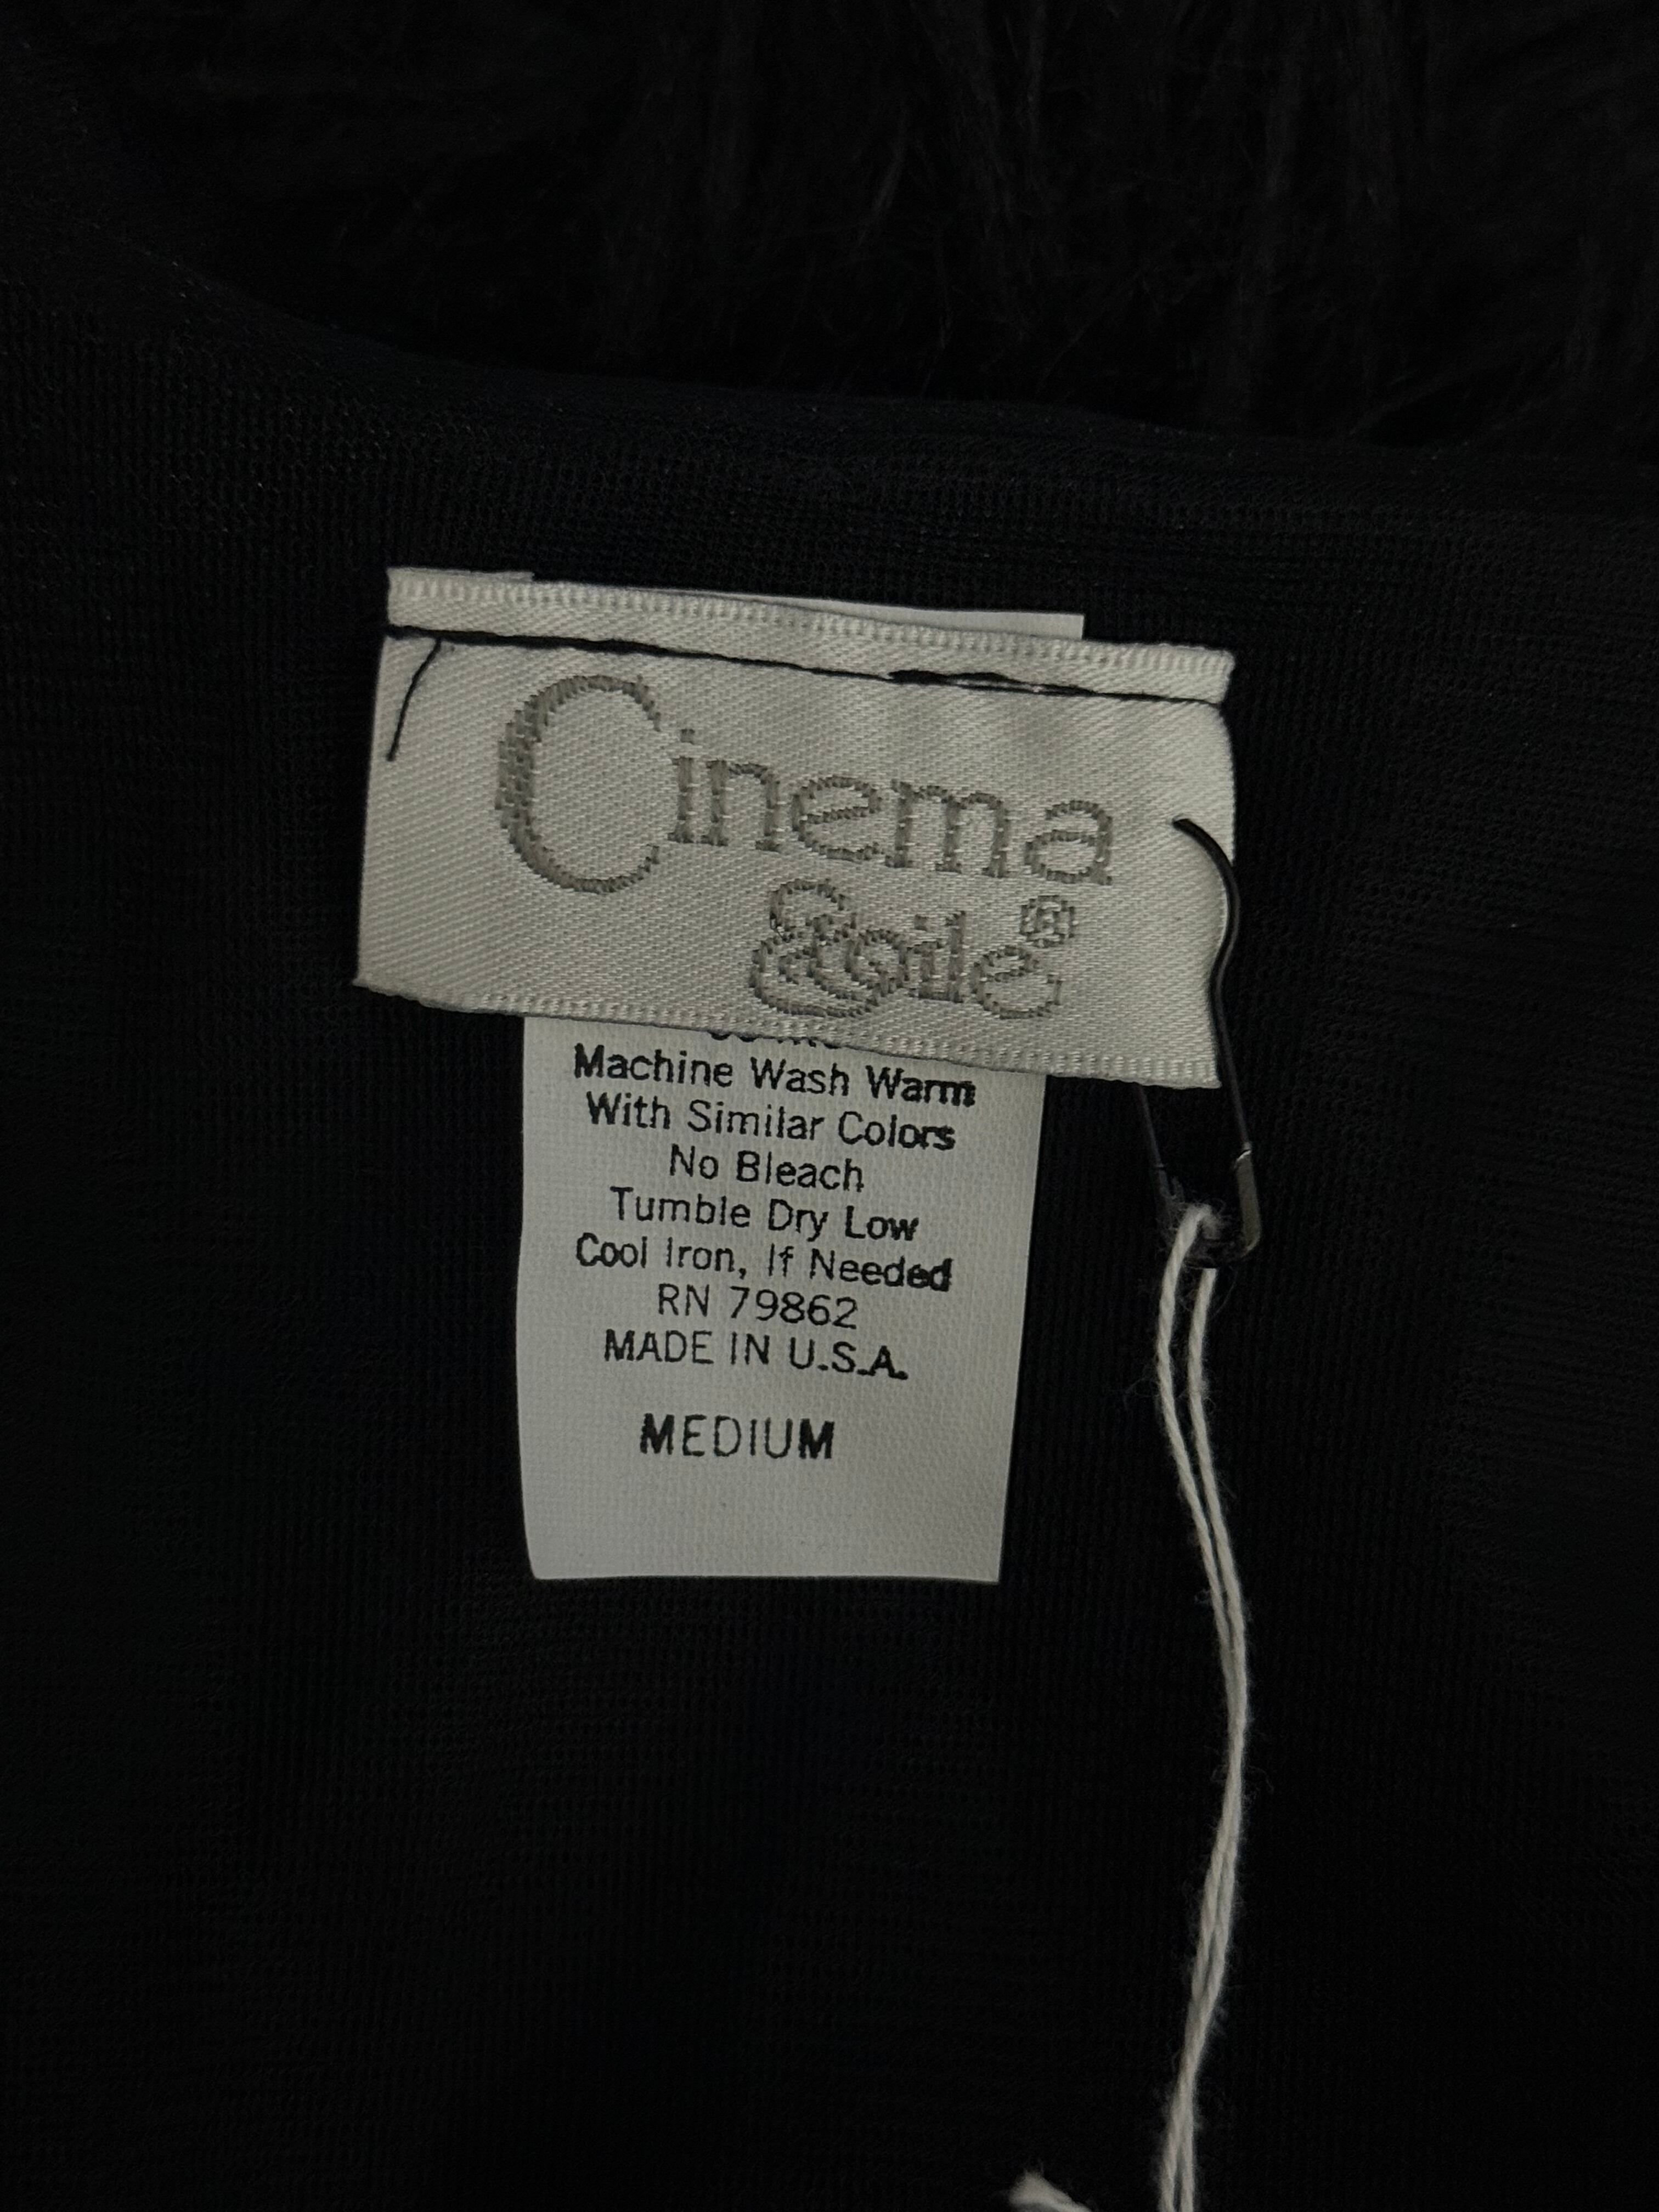 Cinema
Etoile®
Machine Wash Warm
With Similar Colors
No Bleach
Tumble Dry Low
Cool Iron, If Needed
RN 79862
MADE IN U.S.A.
MEDIUM